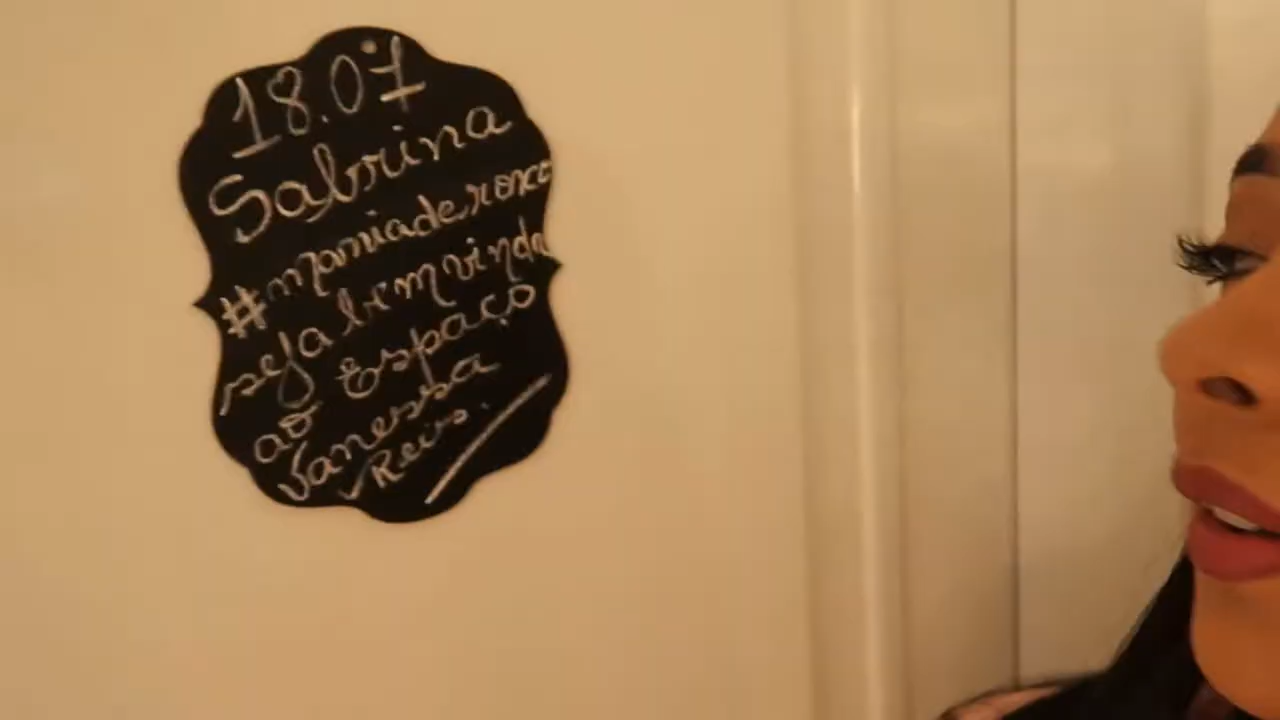 18.07
Sabrina
#maniaderoxo
seja bem vinda
ao Espaço
Vanessa
Reis.